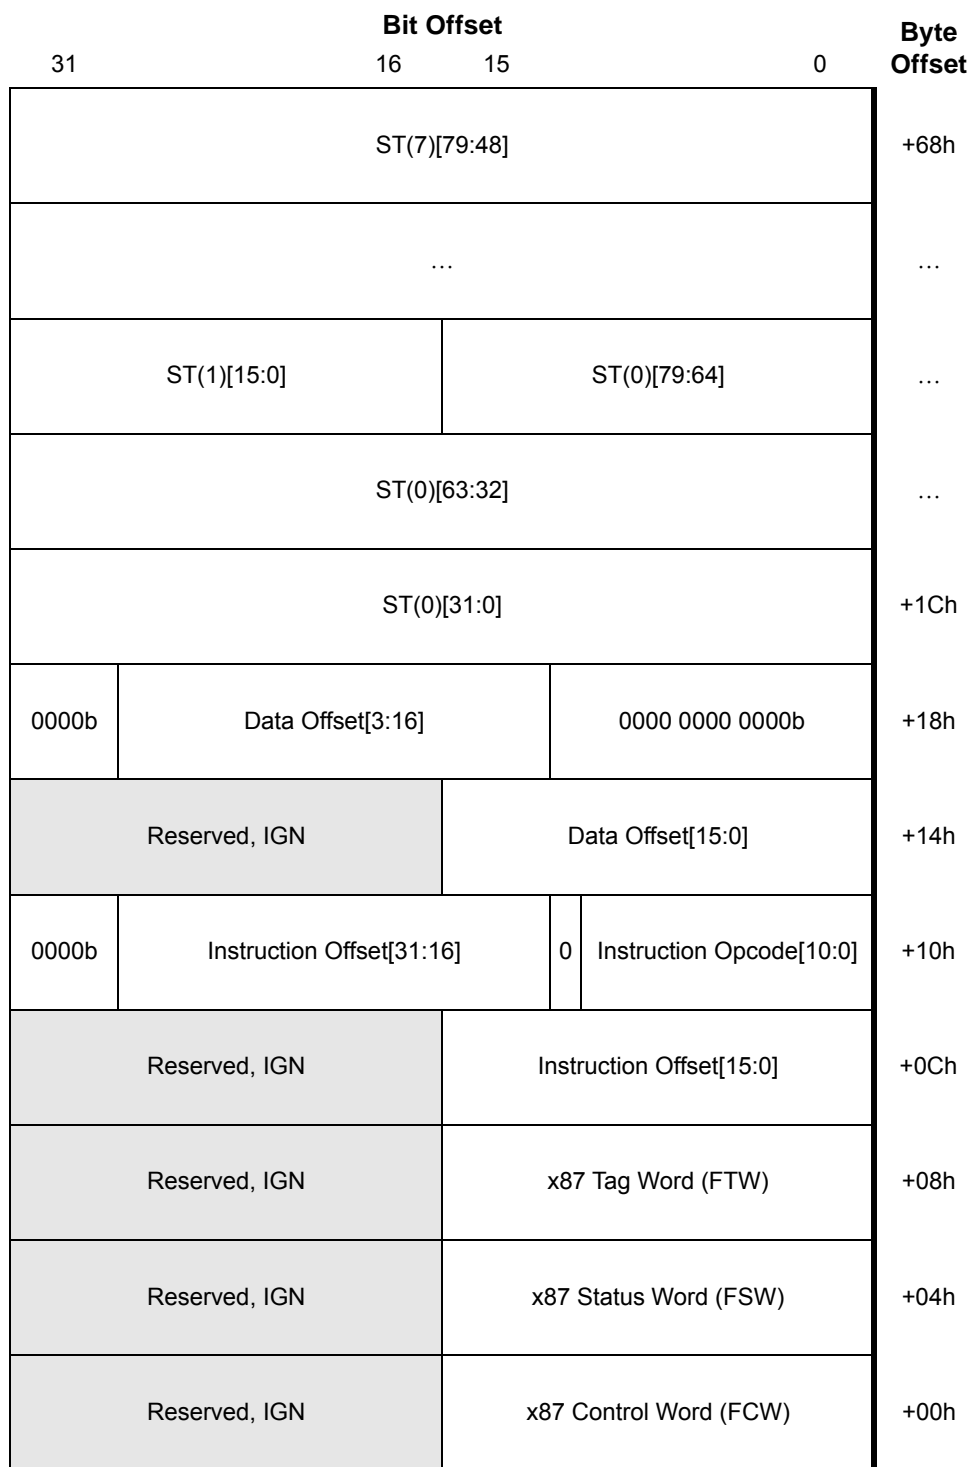 Bit Offset
Byte Offset
31 16 15 0
ST(7)[79:48] +68h
… …
ST(1)[15:0] ST(0)[79:64] …
ST(0)[63:32] …
ST(0)[31:0] +1Ch
0000b Data Offset[3:16] 0000 0000 0000b +18h
Reserved, IGN Data Offset[15:0] +14h
0000b Instruction Offset[31:16] 0 Instruction Opcode[10:0] +10h
Reserved, IGN Instruction Offset[15:0] +0Ch
Reserved, IGN x87 Tag Word (FTW) +08h
Reserved, IGN x87 Status Word (FSW) +04h
Reserved, IGN x87 Control Word (FCW) +00h